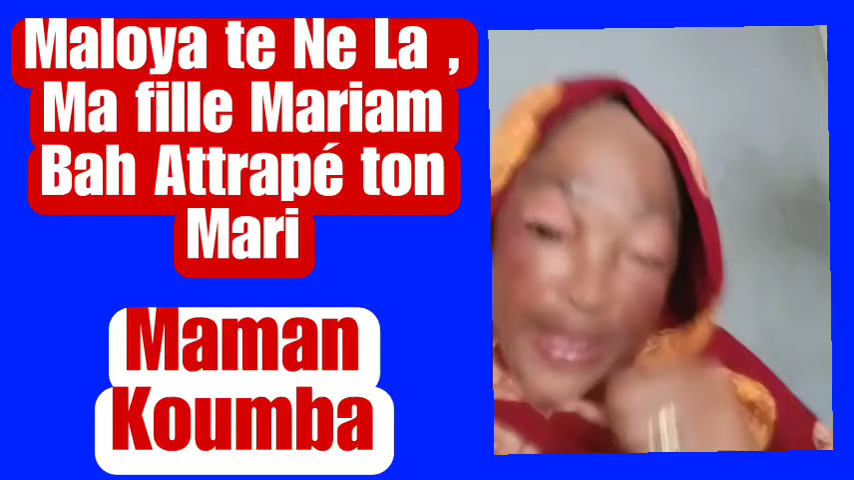 Maloya te Ne La ,
Ma fille Mariam
Bah Attrapé ton
Mari
Maman
Koumba